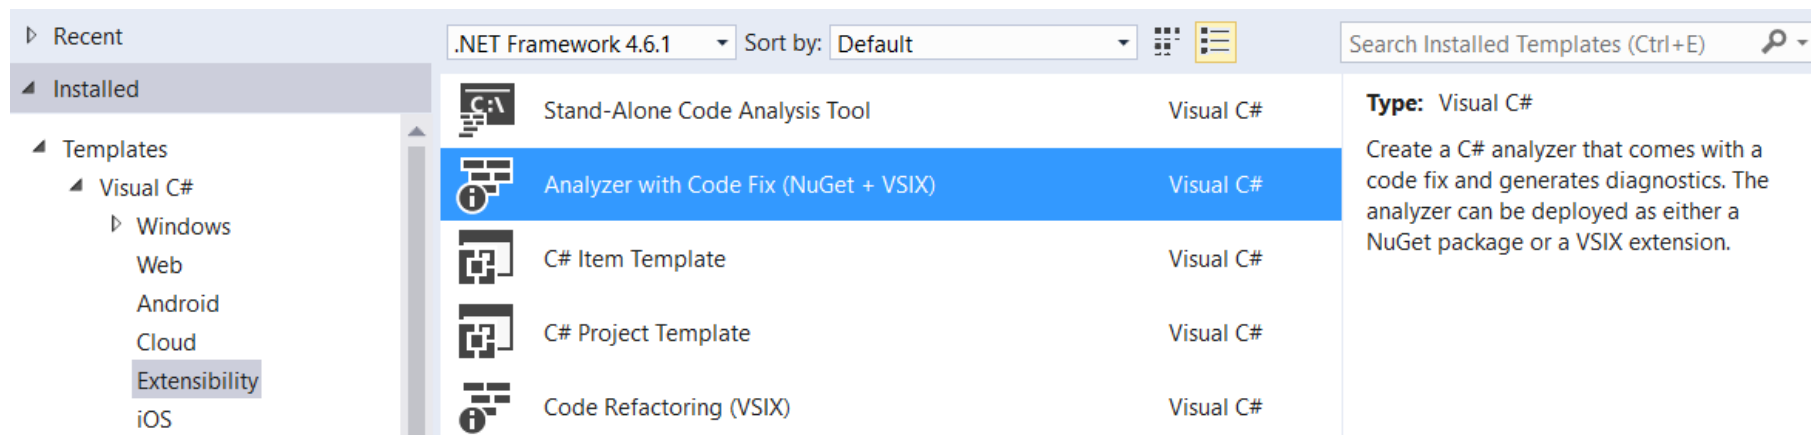 Recent
Installed
Templates
Visual C#
Windows
Web
Android
Cloud
Extensibility
iOS
.NET Framework 4.6.1 Sort by: Default
Search Installed Templates (Ctrl+E)
C:\
Stand-Alone Code Analysis Tool Visual C#
Analyzer with Code Fix (NuGet + VSIX) Visual C#
C# Item Template Visual C#
C# Project Template Visual C#
Code Refactoring (VSIX) Visual C#
Type: Visual C#
Create a C# analyzer that comes with a
code fix and generates diagnostics. The
analyzer can be deployed as either a
NuGet package or a VSIX extension.